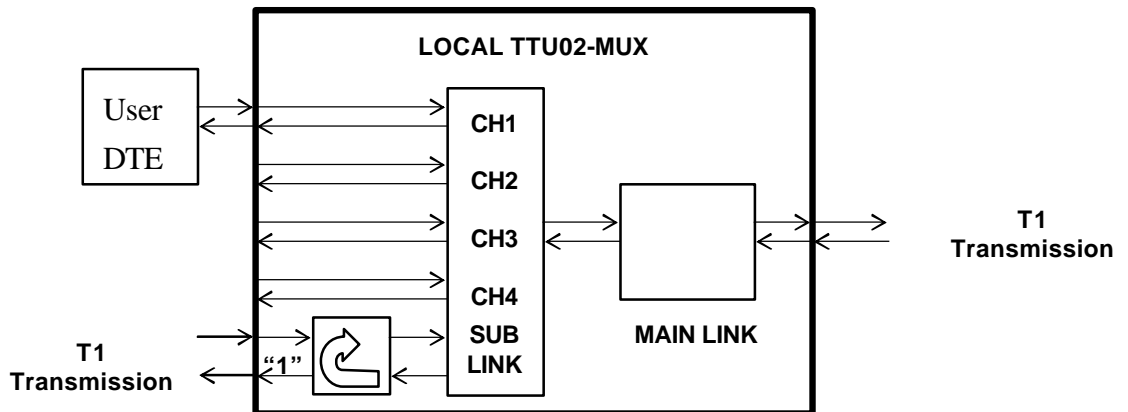 LOCAL TTU02-MUX
User
DTE
CH1
CH2
CH3
CH4
SUB
LINK
MAIN LINK
T1
Transmission
T1
Transmission
“1”